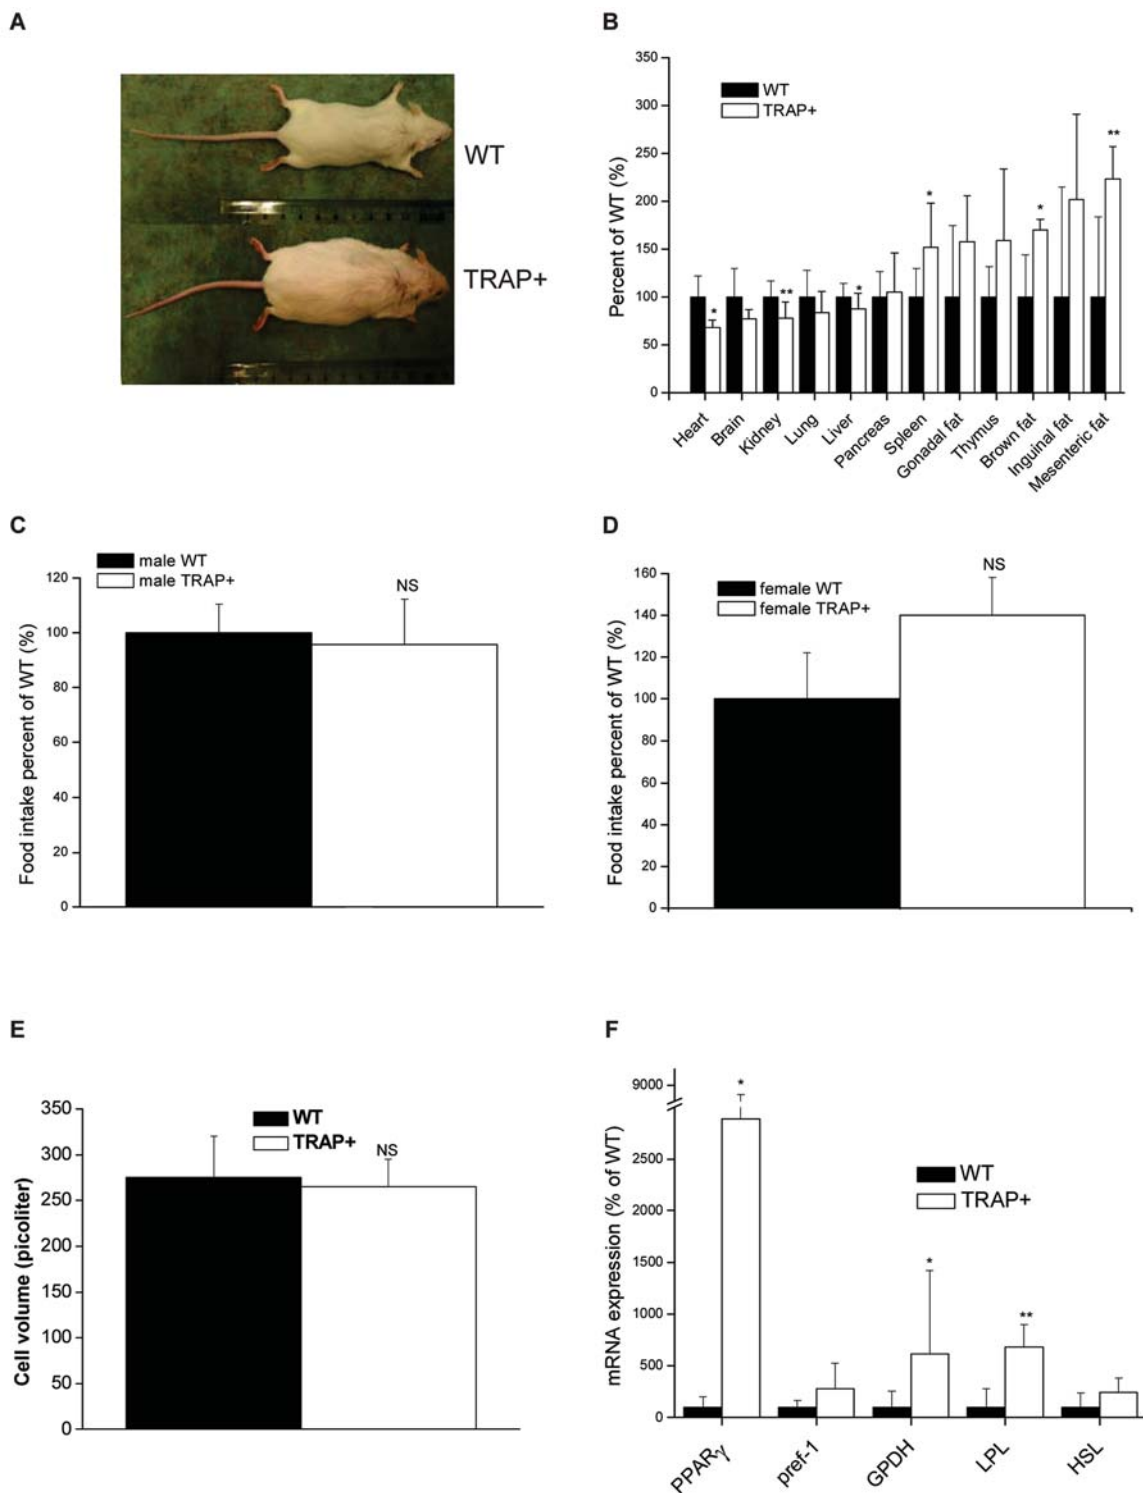 A
WT
TRAP+
B
Percent of WT (%)
350
300
250
200
150
100
50
0
WT
TRAP+
*
**
*
*
*
**
Heart
Brain
Kidney
Lung
Liver
Pancreas
Spleen
Gonadal fat
Thymus
Brown fat
Inguinal fat
Mesenteric fat
C
male WT
male TRAP+
Food intake percent of WT (%)
120
100
80
60
40
20
0
NS
D
female WT
female TRAP+
Food intake percent of WT (%)
160
140
120
100
80
60
40
20
0
NS
E
Cell volume (picoliter)
350
300
250
200
150
100
50
0
WT
TRAP+
NS
F
mRNA expression (% of WT)
9000
2500
2000
1500
1000
500
0
WT
TRAP+
*
*
**
PPARγ
pref-1
GPDH
LPL
HSL